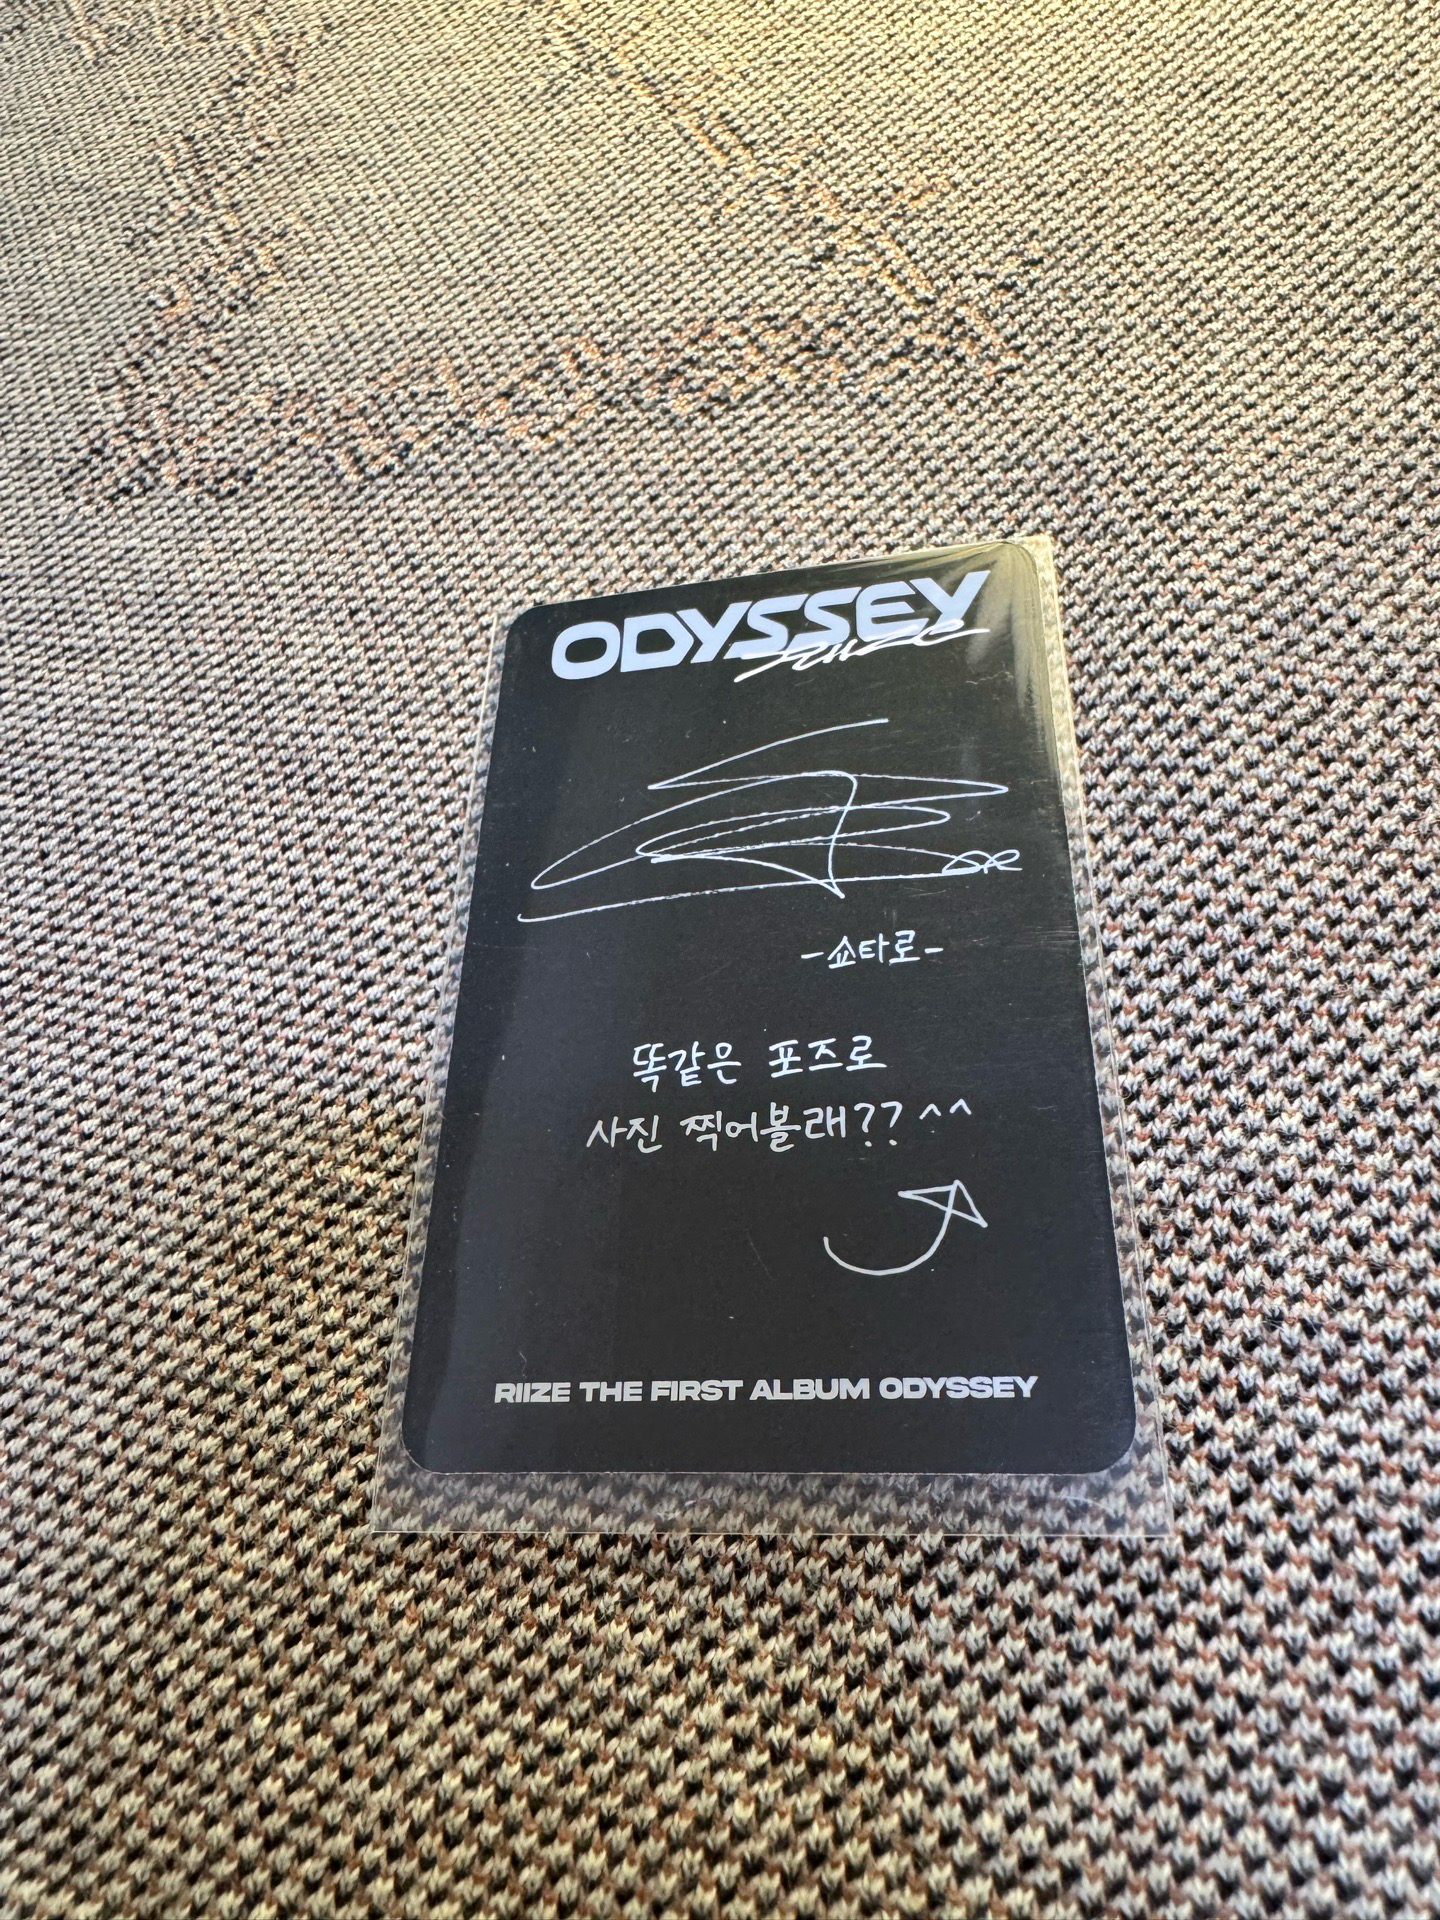 ODYSSEY
RIIZE
-쇼타로-
똑같은 포즈로
사진 찍어볼래?? ^^
RIIZE THE FIRST ALBUM ODYSSEY